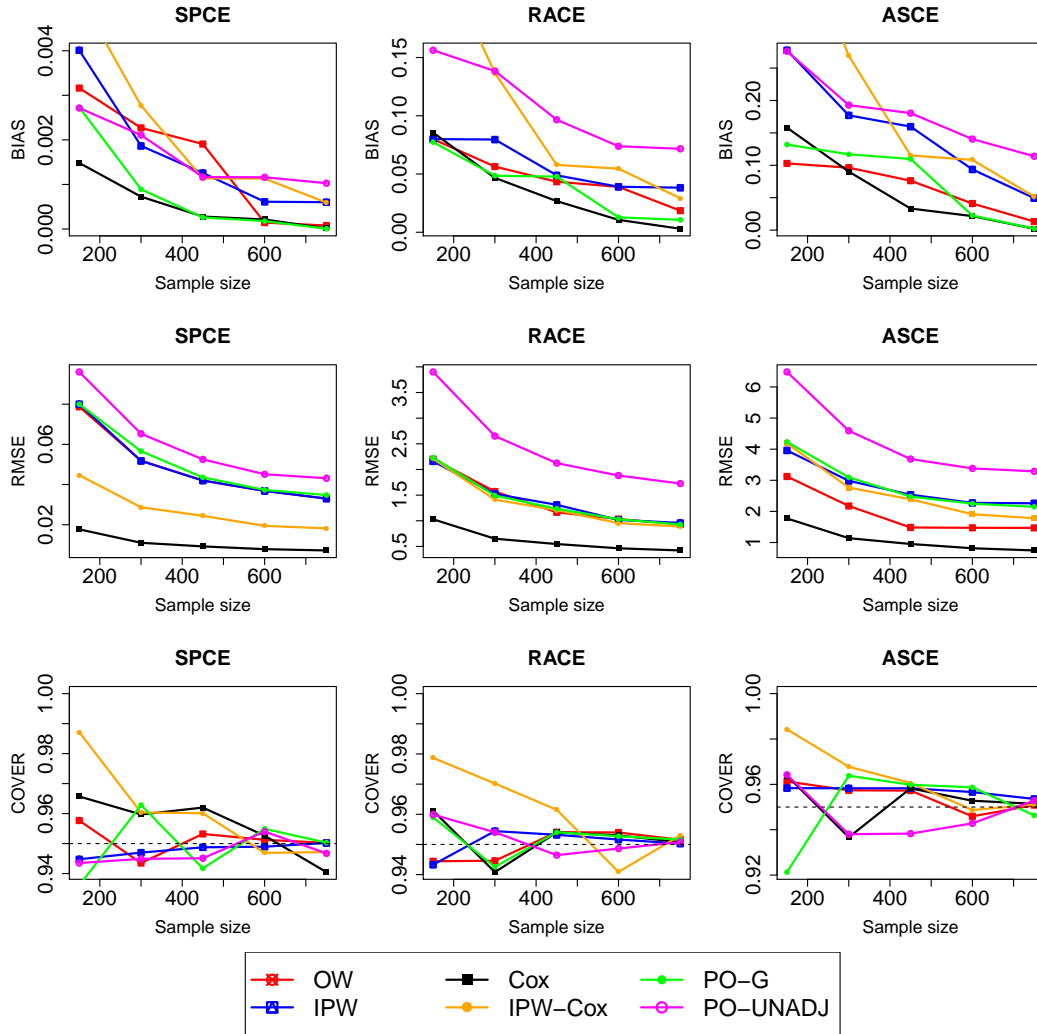 SPCE
RACE
ASCE
BIAS
0.000 0.002 0.004
200 400 600
Sample size
BIAS
0.00 0.05 0.10 0.15
200 400 600
Sample size
BIAS
0.00 0.10 0.20
200 400 600
Sample size
SPCE
RACE
ASCE
RMSE
0.02 0.06
200 400 600
Sample size
RMSE
0.5 1.5 2.5 3.5
200 400 600
Sample size
RMSE
1 2 3 4 5 6
200 400 600
Sample size
SPCE
RACE
ASCE
COVER
0.94 0.96 0.98 1.00
200 400 600
Sample size
COVER
0.94 0.96 0.98 1.00
200 400 600
Sample size
COVER
0.92 0.96 1.00
200 400 600
Sample size
OW Cox PO−G
IPW IPW−Cox PO−UNADJ